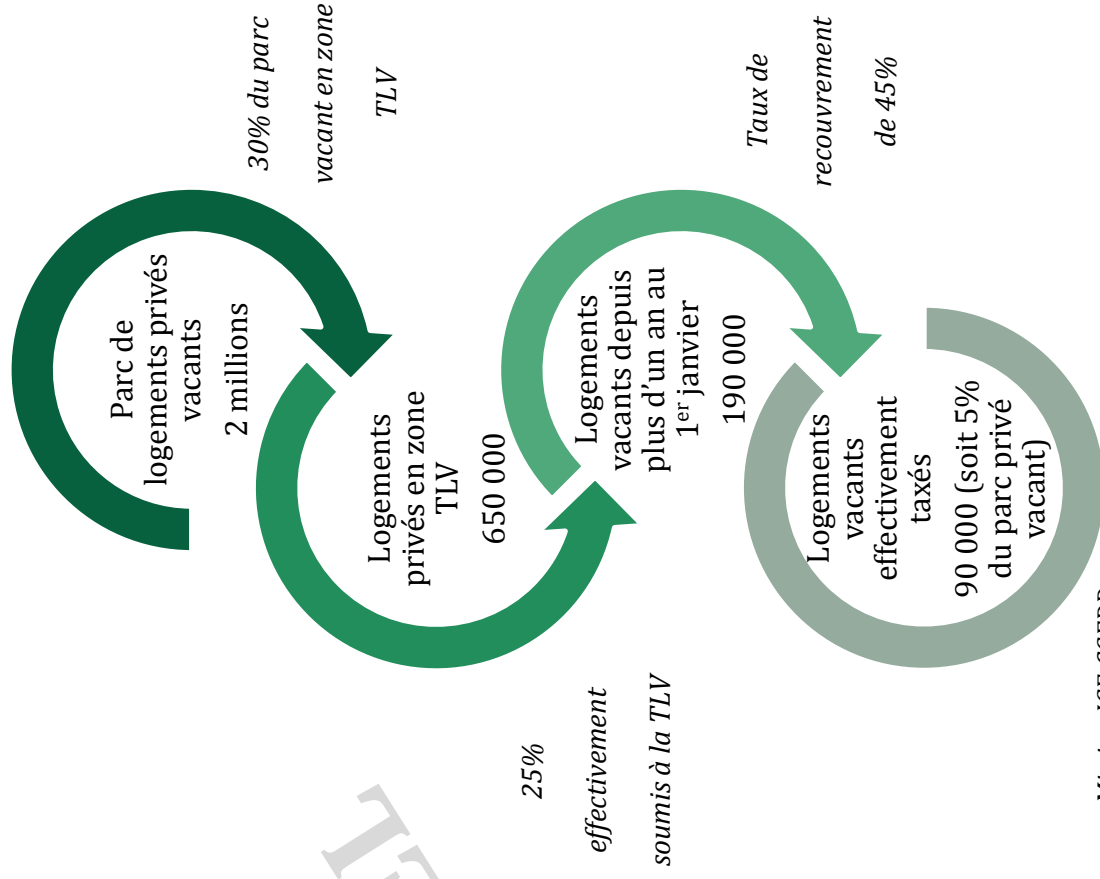 Parc de
logements privés
vacants
2 millions
30% du parc
vacant en zone
TLV
Logements
privés en zone
TLV
650 000
25%
effectivement
soumis à la TLV
Logements
vacants depuis
plus d'un an au
1er janvier
190 000
Taux de
recouvrement
de 45%
Logements
vacants
effectivement
taxés
90 000 (soit 5%
du parc privé
vacant)